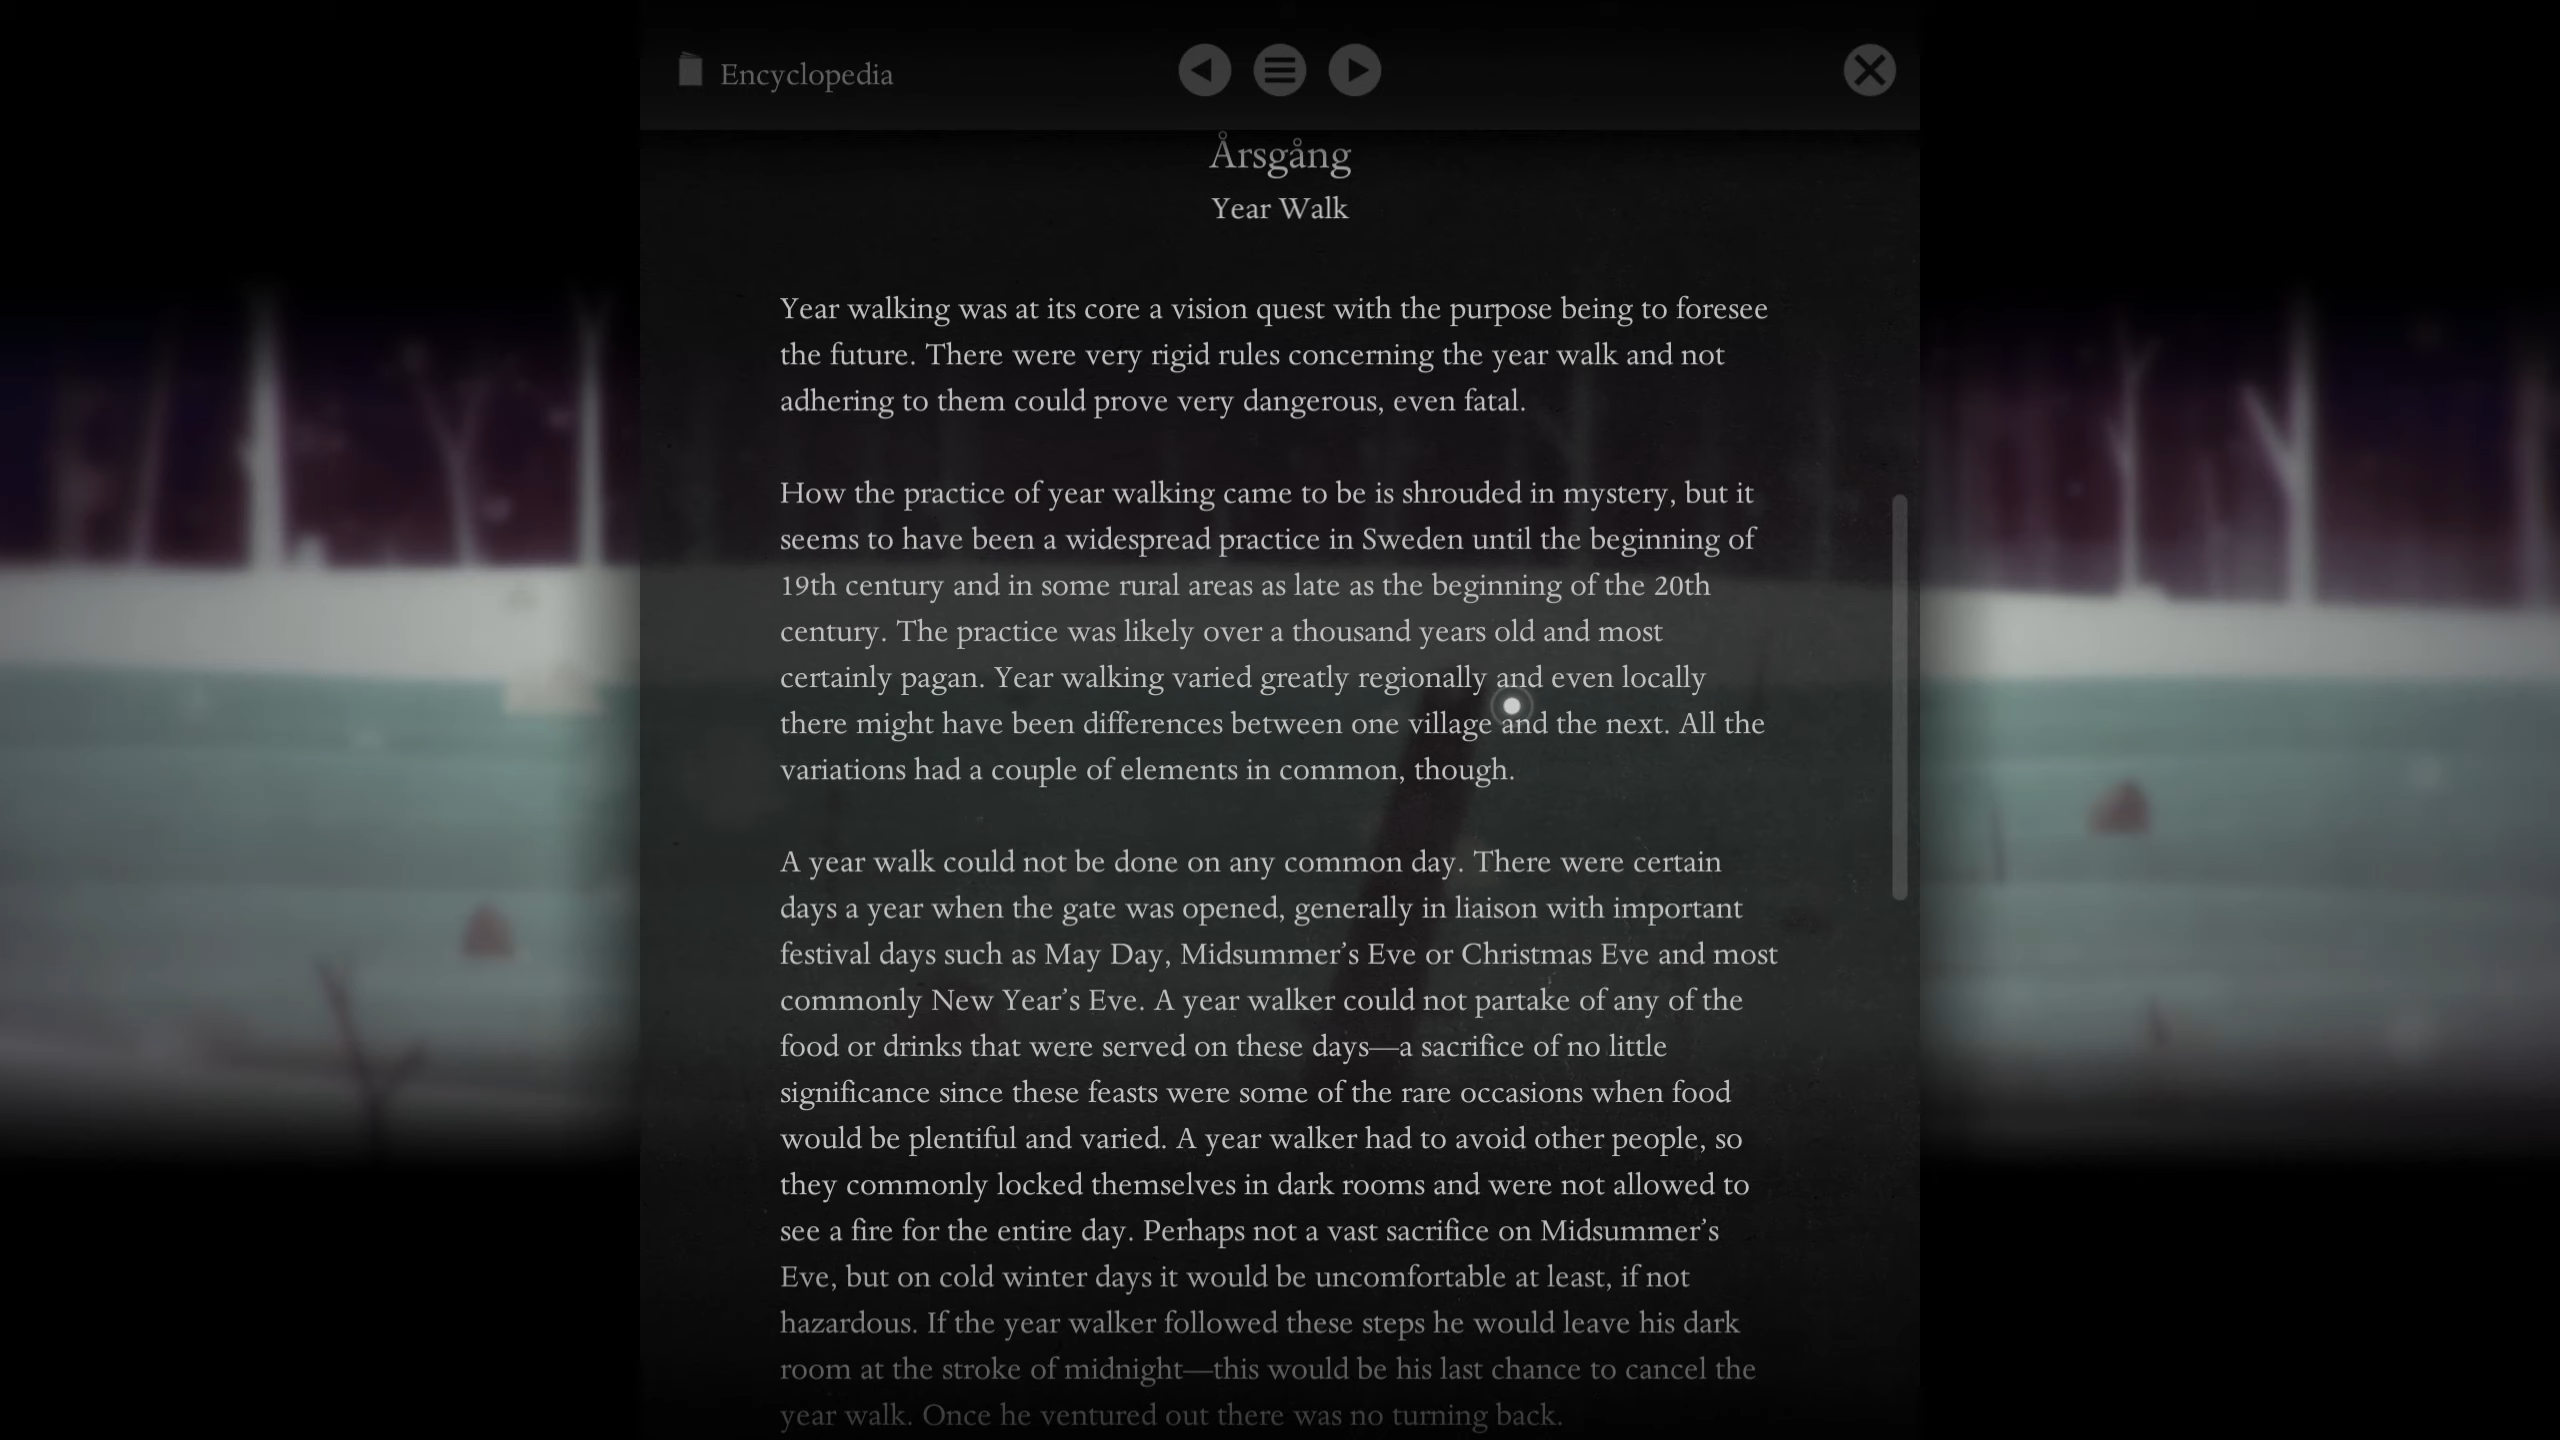 Encyclopedia
Årsgång
Year Walk
Year walking was at its core a vision quest with the purpose being to foresee
the future. There were very rigid rules concerning the year walk and not
adhering to them could prove very dangerous, even fatal.
How the practice of year walking came to be is shrouded in mystery, but it
seems to have been a widespread practice in Sweden until the beginning of
19th century and in some rural areas as late as the beginning of the 20th
century. The practice was likely over a thousand years old and most
certainly pagan. Year walking varied greatly regionally and even locally
there might have been differences between one village and the next. All the
variations had a couple of elements in common, though.
A year walk could not be done on any common day. There were certain
days a year when the gate was opened, generally in liaison with important
festival days such as May Day, Midsummer’s Eve or Christmas Eve and most
commonly New Year’s Eve. A year walker could not partake of any of the
food or drinks that were served on these days—a sacrifice of no little
significance since these feasts were some of the rare occasions when food
would be plentiful and varied. A year walker had to avoid other people, so
they commonly locked themselves in dark rooms and were not allowed to
see a fire for the entire day. Perhaps not a vast sacrifice on Midsummer’s
Eve, but on cold winter days it would be uncomfortable at least, if not
hazardous. If the year walker followed these steps he would leave his dark
room at the stroke of midnight—this would be his last chance to cancel the
year walk. Once he ventured out there was no turning back.